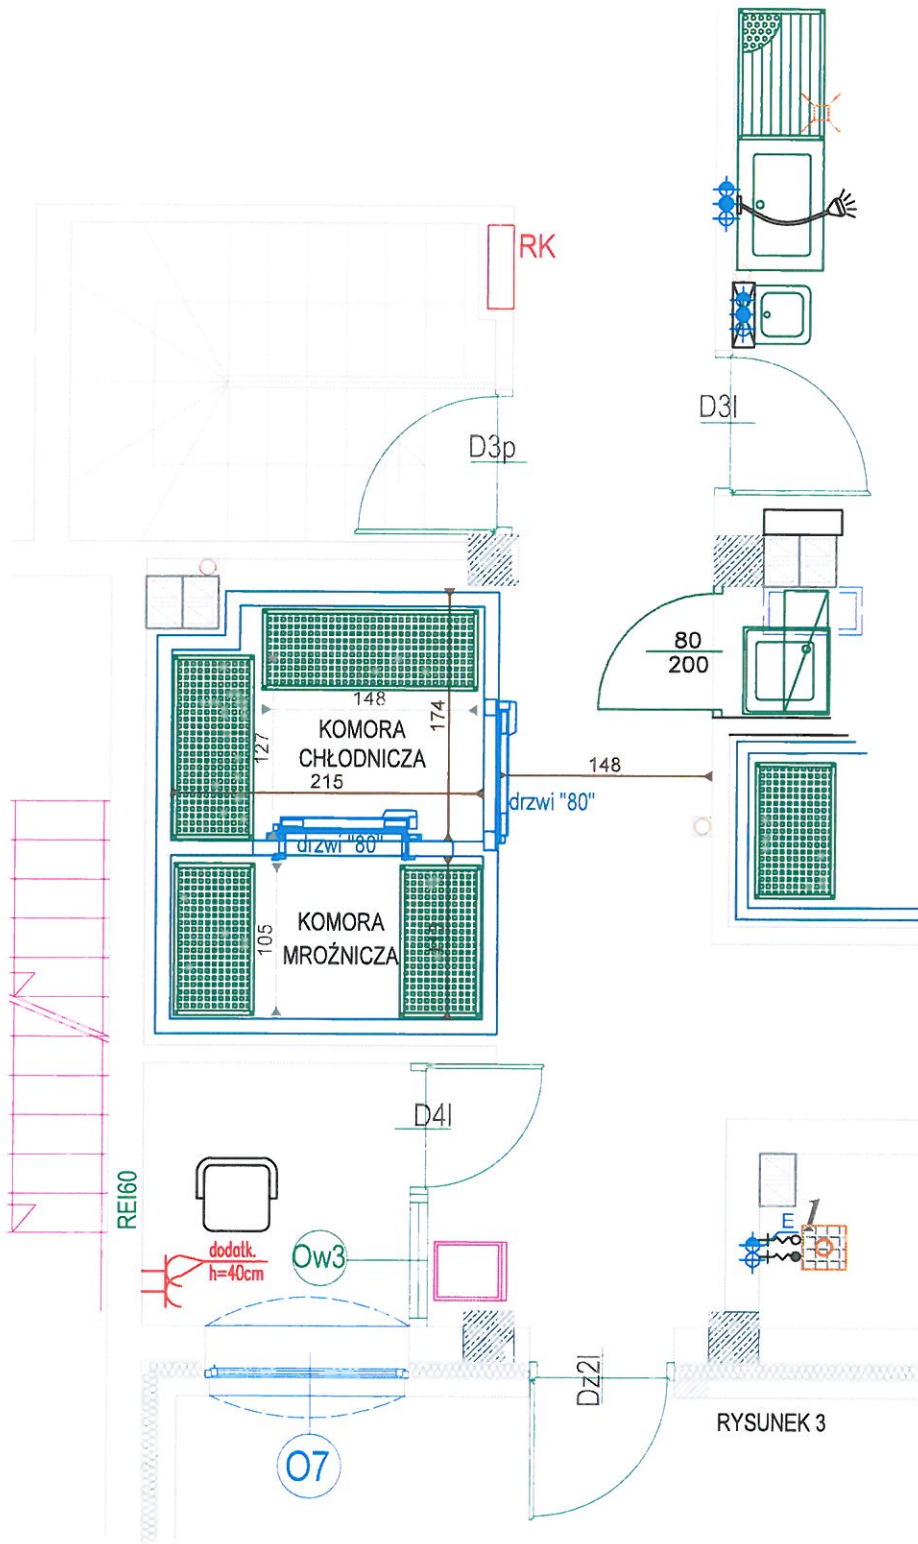 RK
D3l
D3p
80
200
148
174
KOMORA
CHŁODNICZA
127
215
148
drzwi "80"
drzwi "80"
105
KOMORA
MROŹNICZA
D4l
REI60
dodatk.
h=40cm
Ow3
E
1
Dz2l
RYSUNEK 3
O7